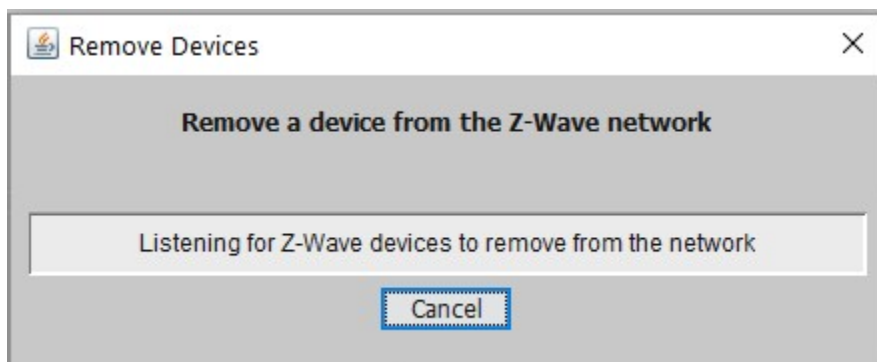 Remove Devices
Remove a device from the Z-Wave network
Listening for Z-Wave devices to remove from the network
Cancel